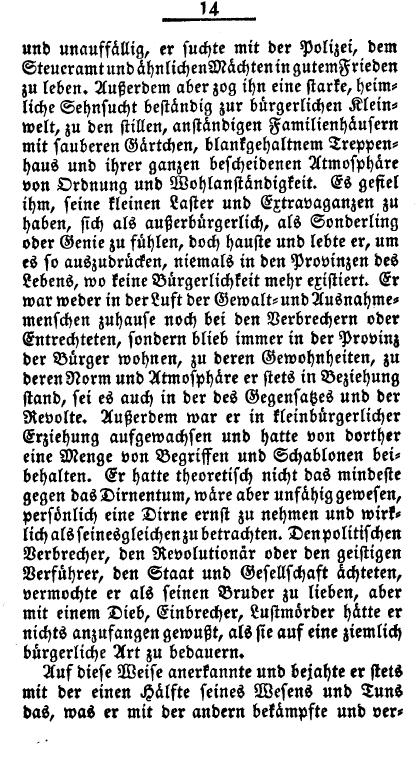 14
und unauffällig, er suchte mit der Polizei, dem
Steueramt und ähnlichen Mächten in gutem Frieden
zu leben. Außerdem aber zog ihn eine starke, heim-
liche Sehnsucht beständig zur bürgerlichen Klein-
welt, zu den stillen, anständigen Familienhäusern
mit sauberen Gärtchen, blankgehaltnem Treppen-
haus und ihrer ganzen bescheidenen Atmosphäre
von Ordnung und Wohlanständigkeit. Es gefiel
ihm, seine kleinen Laster und Extravaganzen zu
haben, sich als außerbürgerlich, als Sonderling
oder Genie zu fühlen, doch hauste und lebte er, um
es so auszudrücken, niemals in den Provinzen des
Lebens, wo keine Bürgerlichkeit mehr existiert. Er
war weder in der Luft der Gewalt- und Ausnahme-
menschen zuhause noch bei den Verbrechern oder
Entrechteten, sondern blieb immer in der Provinz
der Bürger wohnen, zu deren Gewohnheiten, zu
deren Norm und Atmosphäre er stets in Beziehung
stand, sei es auch in der des Gegensatzes und der
Revolte. Außerdem war er in kleinbürgerlicher
Erziehung aufgewachsen und hatte von dorther
eine Menge von Begriffen und Schablonen bei-
behalten. Er hatte theoretisch nicht das mindeste
gegen das Dirnentum, wäre aber unfähig gewesen,
persönlich eine Dirne ernst zu nehmen und wirk-
lich als seinesgleichen zu betrachten. Den politischen
Verbrecher, den Revolutionär oder den geistigen
Verführer, den Staat und Gesellschaft ächteten,
vermochte er als seinen Bruder zu lieben, aber
mit einem Dieb, Einbrecher, Lustmörder hätte er
nichts anzufangen gewußt, als sie auf eine ziemlich
bürgerliche Art zu bedauern.
Auf diese Weise anerkannte und bejahte er stets
mit der einen Hälfte seines Wesens und Tuns
das, was er mit der andern bekämpfte und ver-